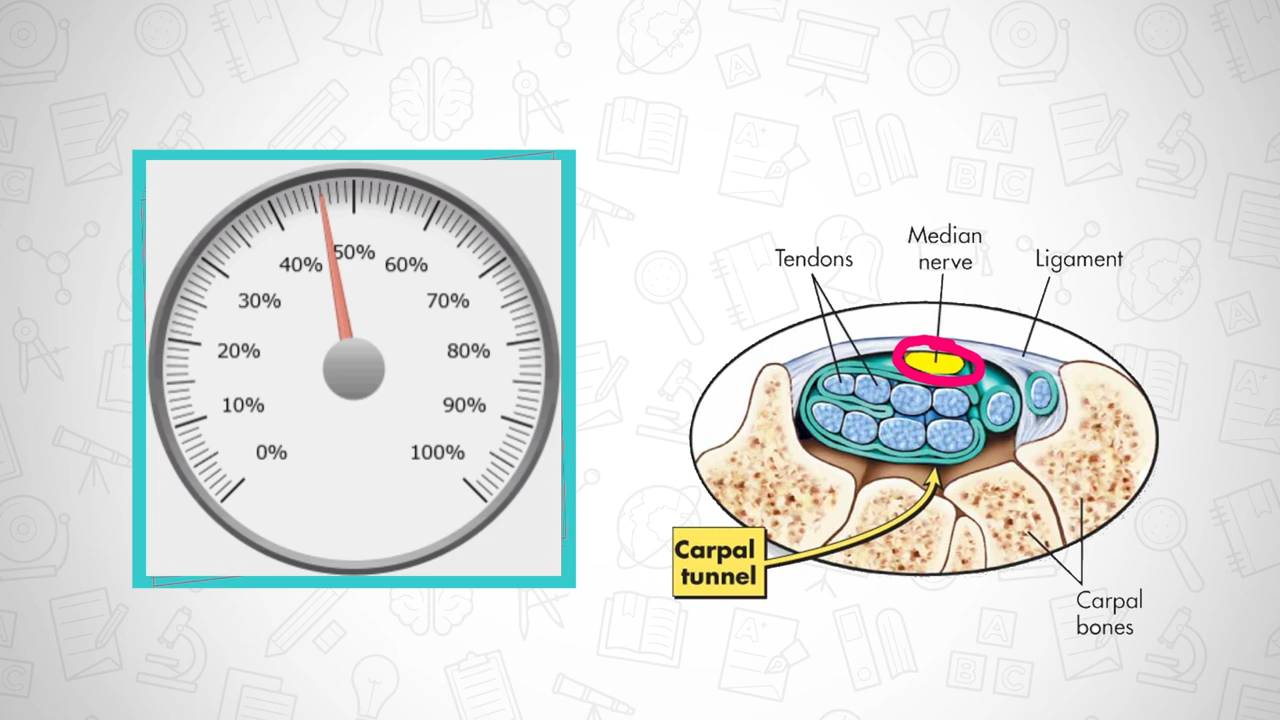 0%
10%
20%
30%
40%
50%
60%
70%
80%
90%
100%
Tendons
Median
nerve
Ligament
Carpal
tunnel
Carpal
bones